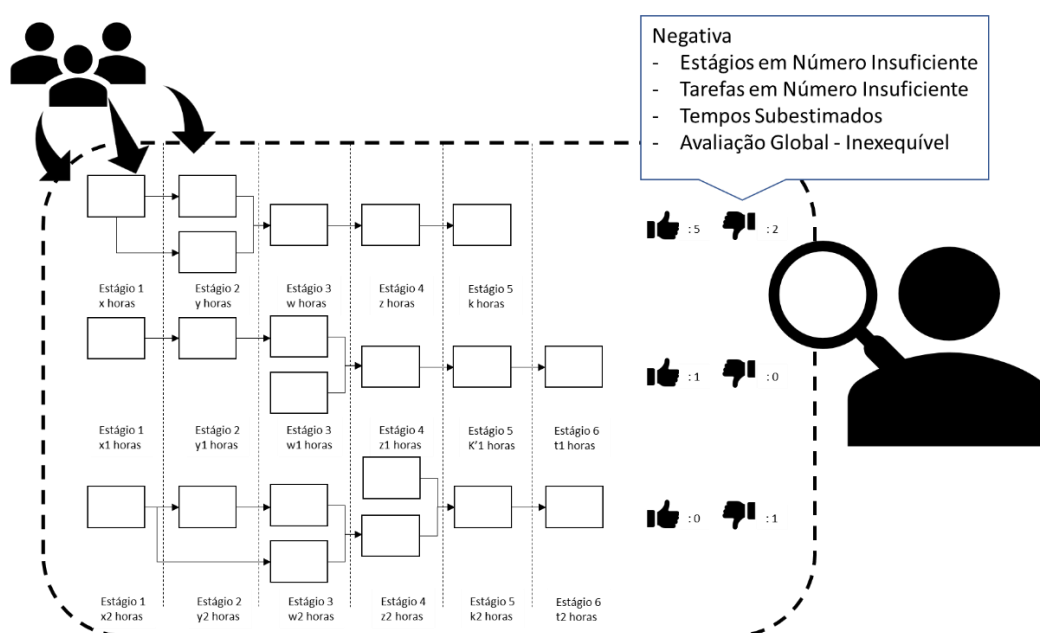 Negativa
- Estágios em Número Insuficiente
- Tarefas em Número Insuficiente
- Tempos Subestimados
- Avaliação Global - Inexequível
: 5
: 2
Estágio 1
x horas
Estágio 2
y horas
Estágio 3
w horas
Estágio 4
z horas
Estágio 5
k horas
: 1
: 0
Estágio 1
x1 horas
Estágio 2
y1 horas
Estágio 3
w1 horas
Estágio 4
z1 horas
Estágio 5
K'1 horas
Estágio 6
t1 horas
: 0
: 1
Estágio 1
x2 horas
Estágio 2
y2 horas
Estágio 3
w2 horas
Estágio 4
z2 horas
Estágio 5
k2 horas
Estágio 6
t2 horas